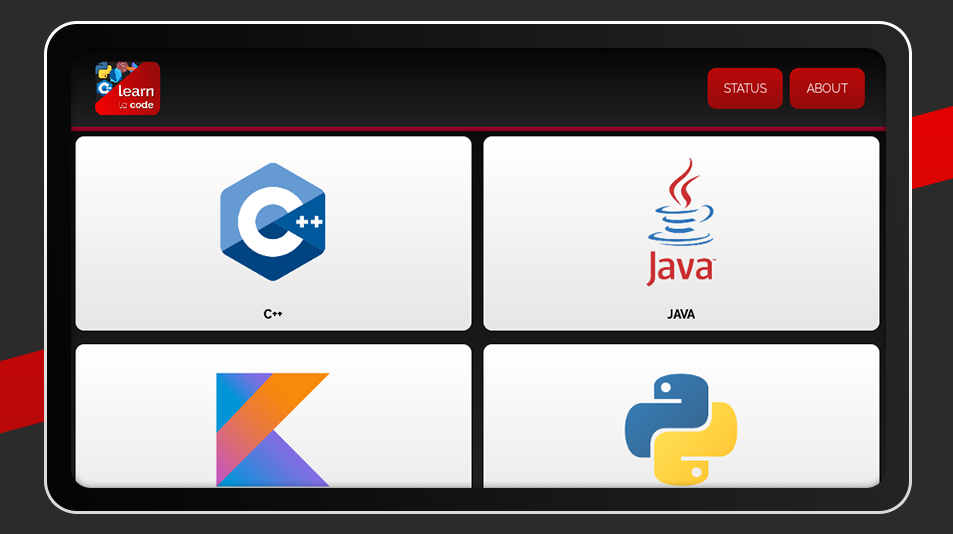 learn
to code
STATUS
ABOUT
C++
Java
C++
JAVA